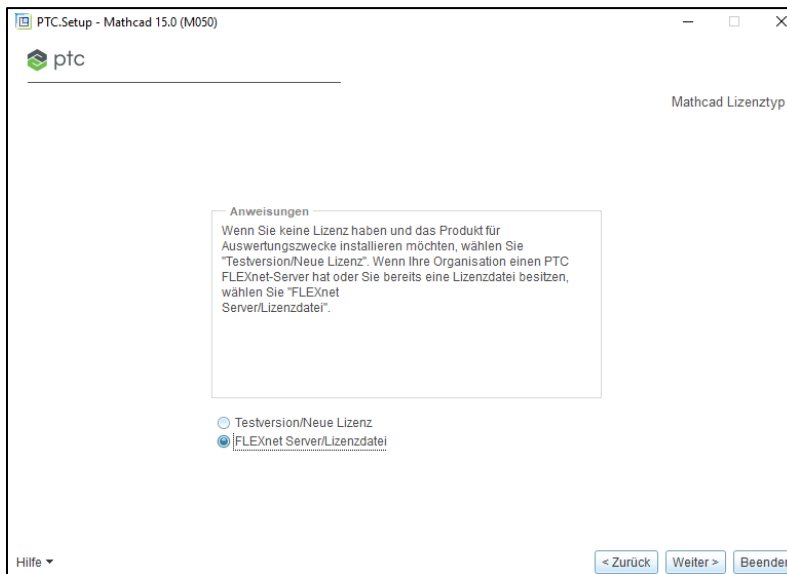 PTC.Setup - Mathcad 15.0 (M050)
ptc
Mathcad Lizenztyp
Anweisungen
Wenn Sie keine Lizenz haben und das Produkt für
Auswertungszwecke installieren möchten, wählen Sie
"Testversion/Neue Lizenz". Wenn Ihre Organisation einen PTC
FLEXnet-Server hat oder Sie bereits eine Lizenzdatei besitzen,
wählen Sie "FLEXnet
Server/Lizenzdatei".
Testversion/Neue Lizenz
FLEXnet Server/Lizenzdatei
Hilfe
< Zurück Weiter > Beenden